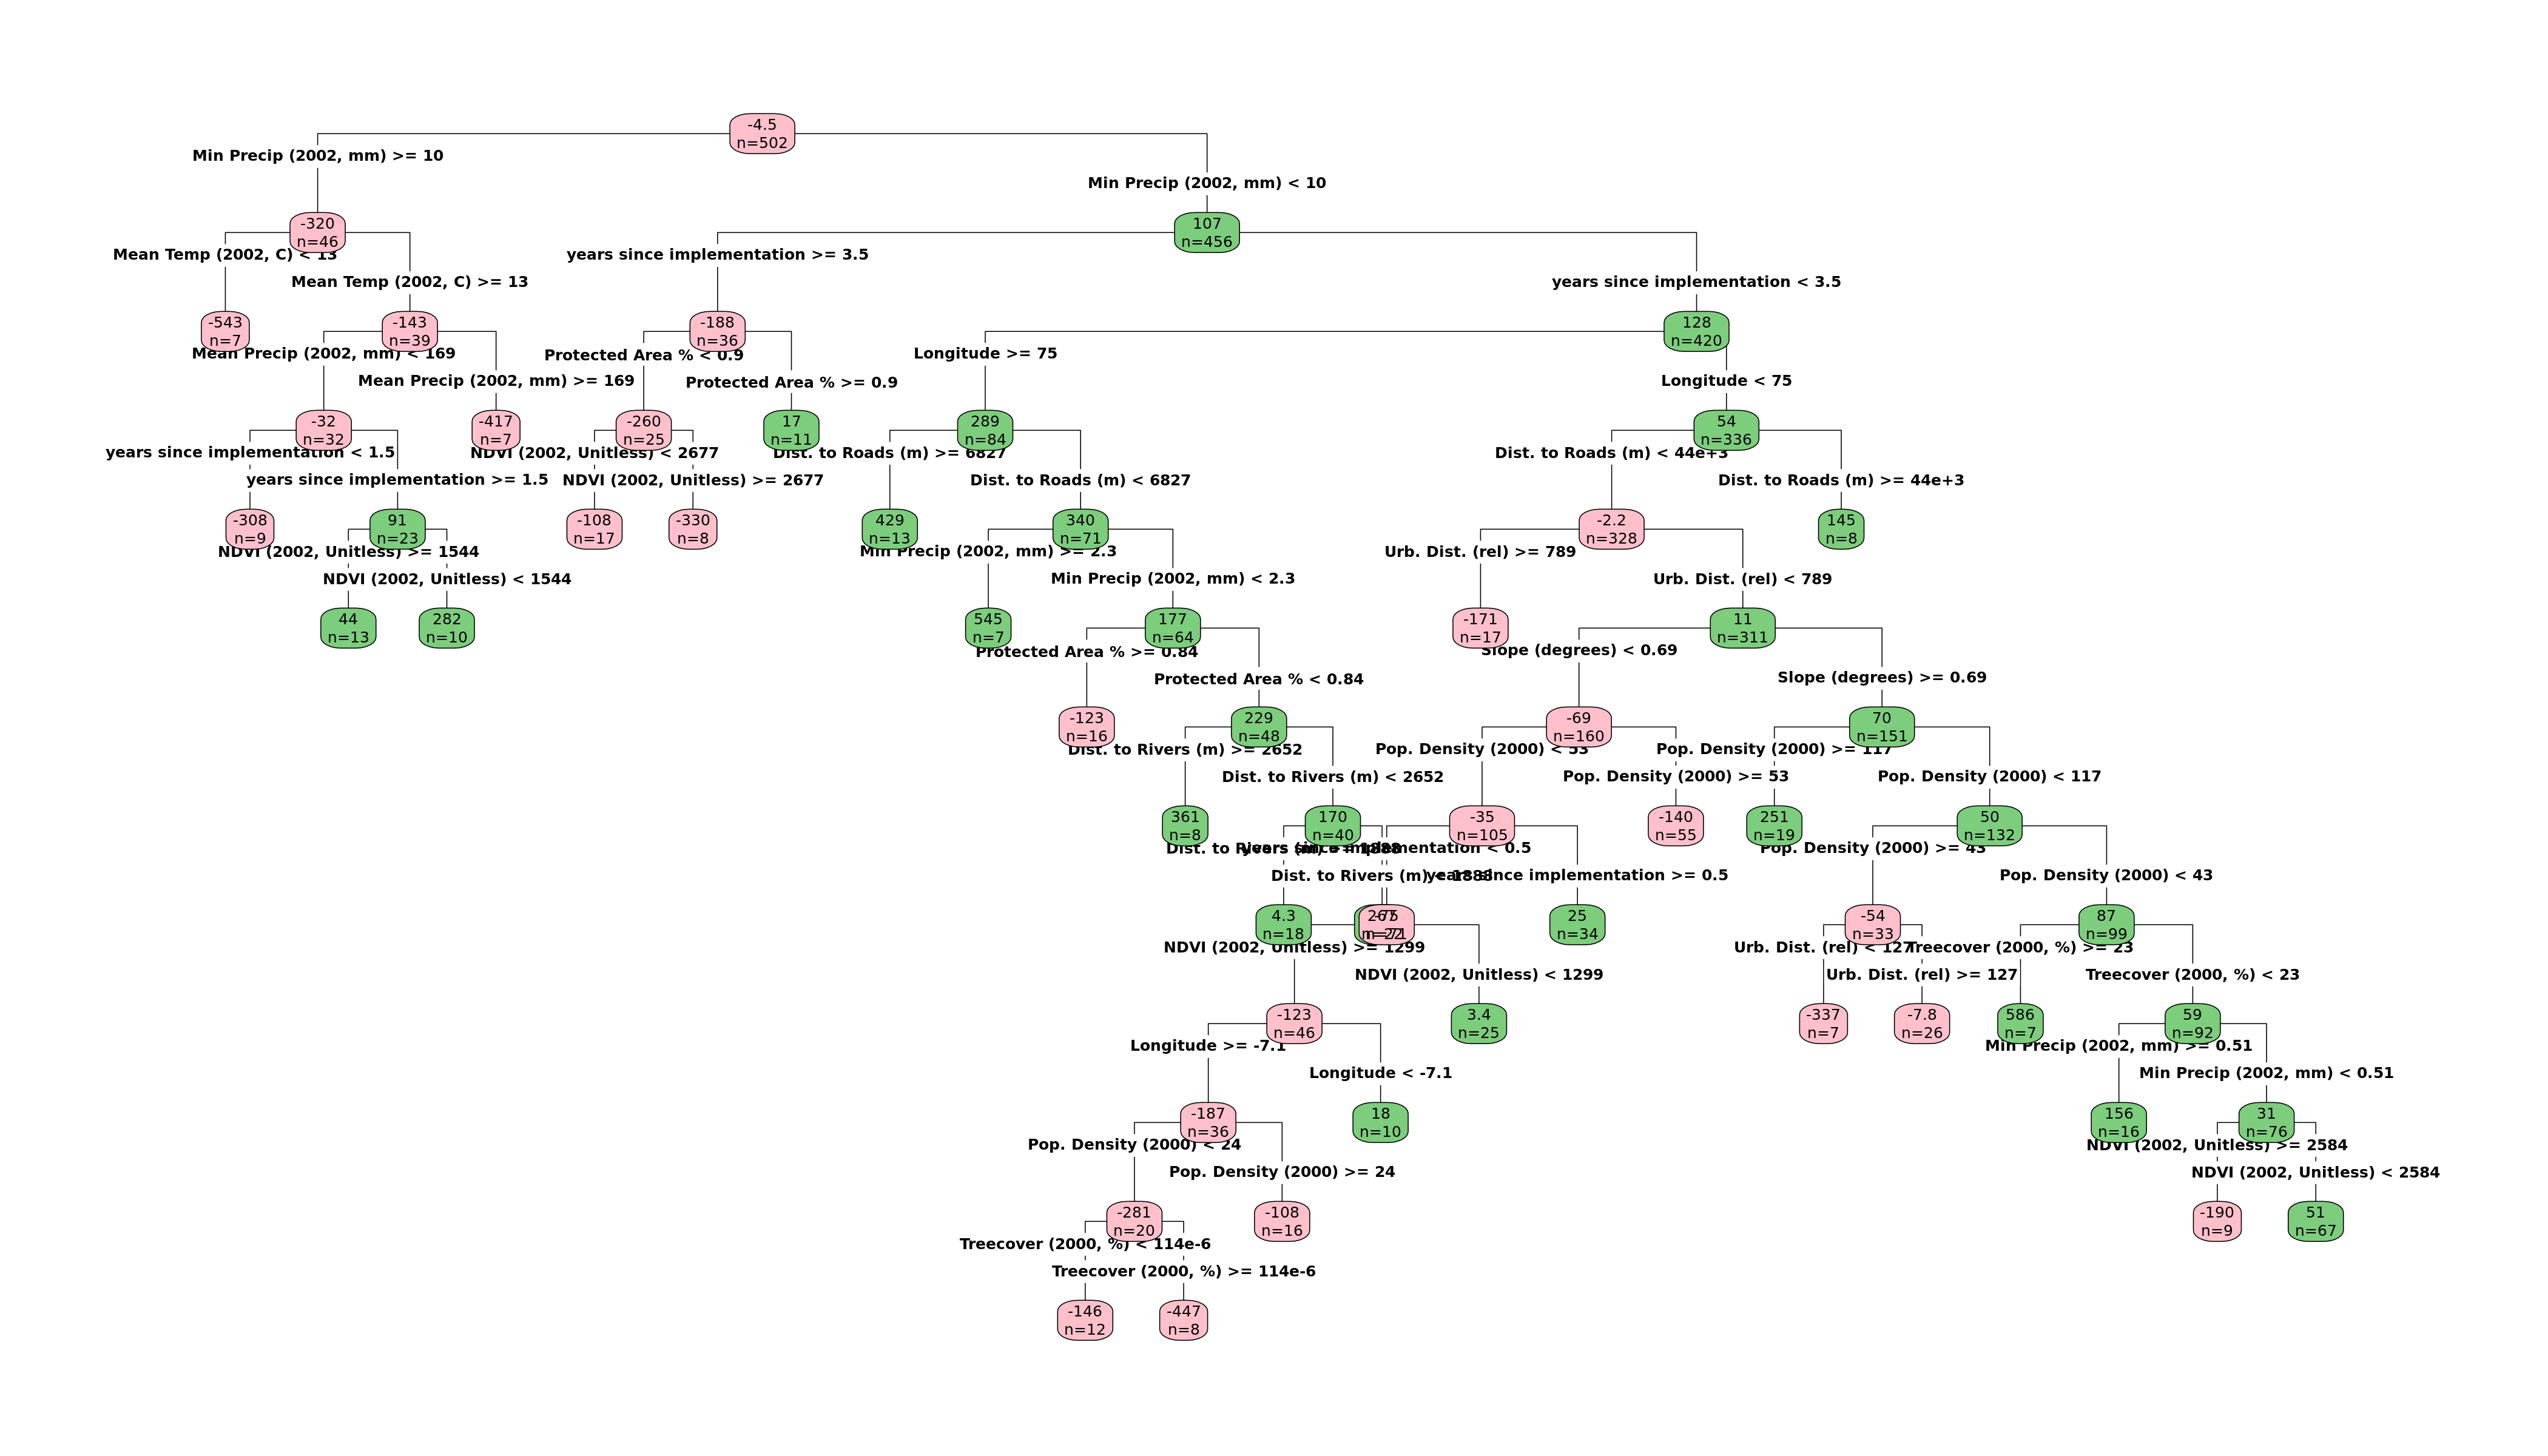 -4.5
n=502
Min Precip (2002, mm) >= 10
Min Precip (2002, mm) < 10
-320
n=46
107
n=456
Mean Temp (2002, C) < 13
years since implementation >= 3.5
Mean Temp (2002, C) >= 13
years since implementation < 3.5
-543
n=7
-143
n=39
-188
n=36
128
n=420
Mean Precip (2002, mm) < 169
Protected Area % < 0.9
Longitude >= 75
Mean Precip (2002, mm) >= 169
Protected Area % >= 0.9
Longitude < 75
-32
n=32
-417
n=7
-260
n=25
17
n=11
289
n=84
54
n=336
years since implementation < 1.5
NDVI (2002, Unitless) < 2677
Dist. to Roads (m) >= 6827
Dist. to Roads (m) < 44e+3
years since implementation >= 1.5
NDVI (2002, Unitless) >= 2677
Dist. to Roads (m) < 6827
Dist. to Roads (m) >= 44e+3
-308
n=9
91
n=23
-108
n=17
-330
n=8
429
n=13
340
n=71
-2.2
n=328
145
n=8
NDVI (2002, Unitless) >= 1544
Min Precip (2002, mm) >= 2.3
Urb. Dist. (rel) >= 789
NDVI (2002, Unitless) < 1544
Min Precip (2002, mm) < 2.3
Urb. Dist. (rel) < 789
44
n=13
282
n=10
545
n=7
177
n=64
-171
n=17
11
n=311
Protected Area % >= 0.84
Slope (degrees) < 0.69
Protected Area % < 0.84
Slope (degrees) >= 0.69
-123
n=16
229
n=48
-69
n=160
70
n=151
Dist. to Rivers (m) >= 2652
Pop. Density (2000) < 53
Pop. Density (2000) >= 117
Dist. to Rivers (m) < 2652
Pop. Density (2000) >= 53
Pop. Density (2000) < 117
361
n=8
170
n=40
-35
n=105
-140
n=55
251
n=19
50
n=132
Dist. to Rivers (m) >= 1888
years since implementation < 0.5
Pop. Density (2000) >= 43
Dist. to Rivers (m) < 1888
years since implementation >= 0.5
Pop. Density (2000) < 43
4.3
n=18
267
n=22
-75
n=71
25
n=34
-54
n=33
87
n=99
NDVI (2002, Unitless) >= 1299
Urb. Dist. (rel) < 127
Treecover (2000, %) >= 23
NDVI (2002, Unitless) < 1299
Urb. Dist. (rel) >= 127
Treecover (2000, %) < 23
-123
n=46
3.4
n=25
-337
n=7
-7.8
n=26
586
n=7
59
n=92
Longitude >= -7.1
Min Precip (2002, mm) >= 0.51
Longitude < -7.1
Min Precip (2002, mm) < 0.51
-187
n=36
18
n=10
156
n=16
31
n=76
Pop. Density (2000) < 24
NDVI (2002, Unitless) >= 2584
Pop. Density (2000) >= 24
NDVI (2002, Unitless) < 2584
-281
n=20
-108
n=16
-190
n=9
51
n=67
Treecover (2000, %) < 114e-6
Treecover (2000, %) >= 114e-6
-146
n=12
-447
n=8